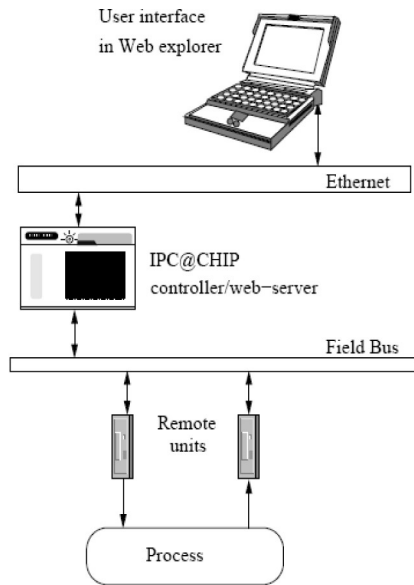 User interface
in Web explorer
Ethernet
IPC@CHIP
controller/web−server
Field Bus
Remote
units
Process